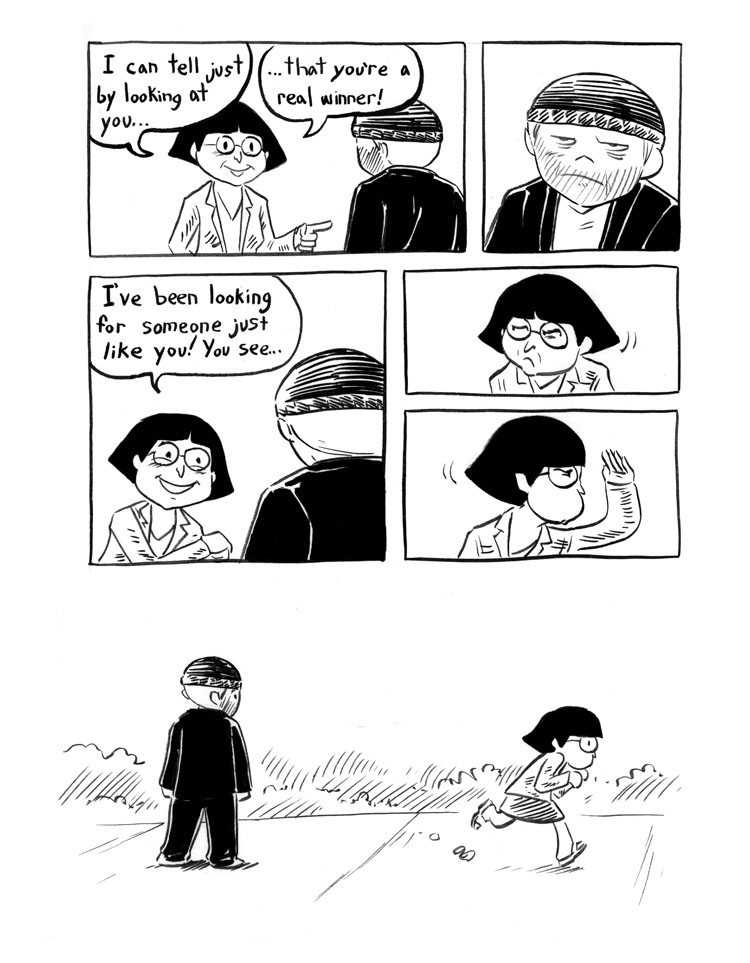 I can tell just
by looking at
you...
...that you're a
real winner!
I've been looking
for someone just
like you! You see...